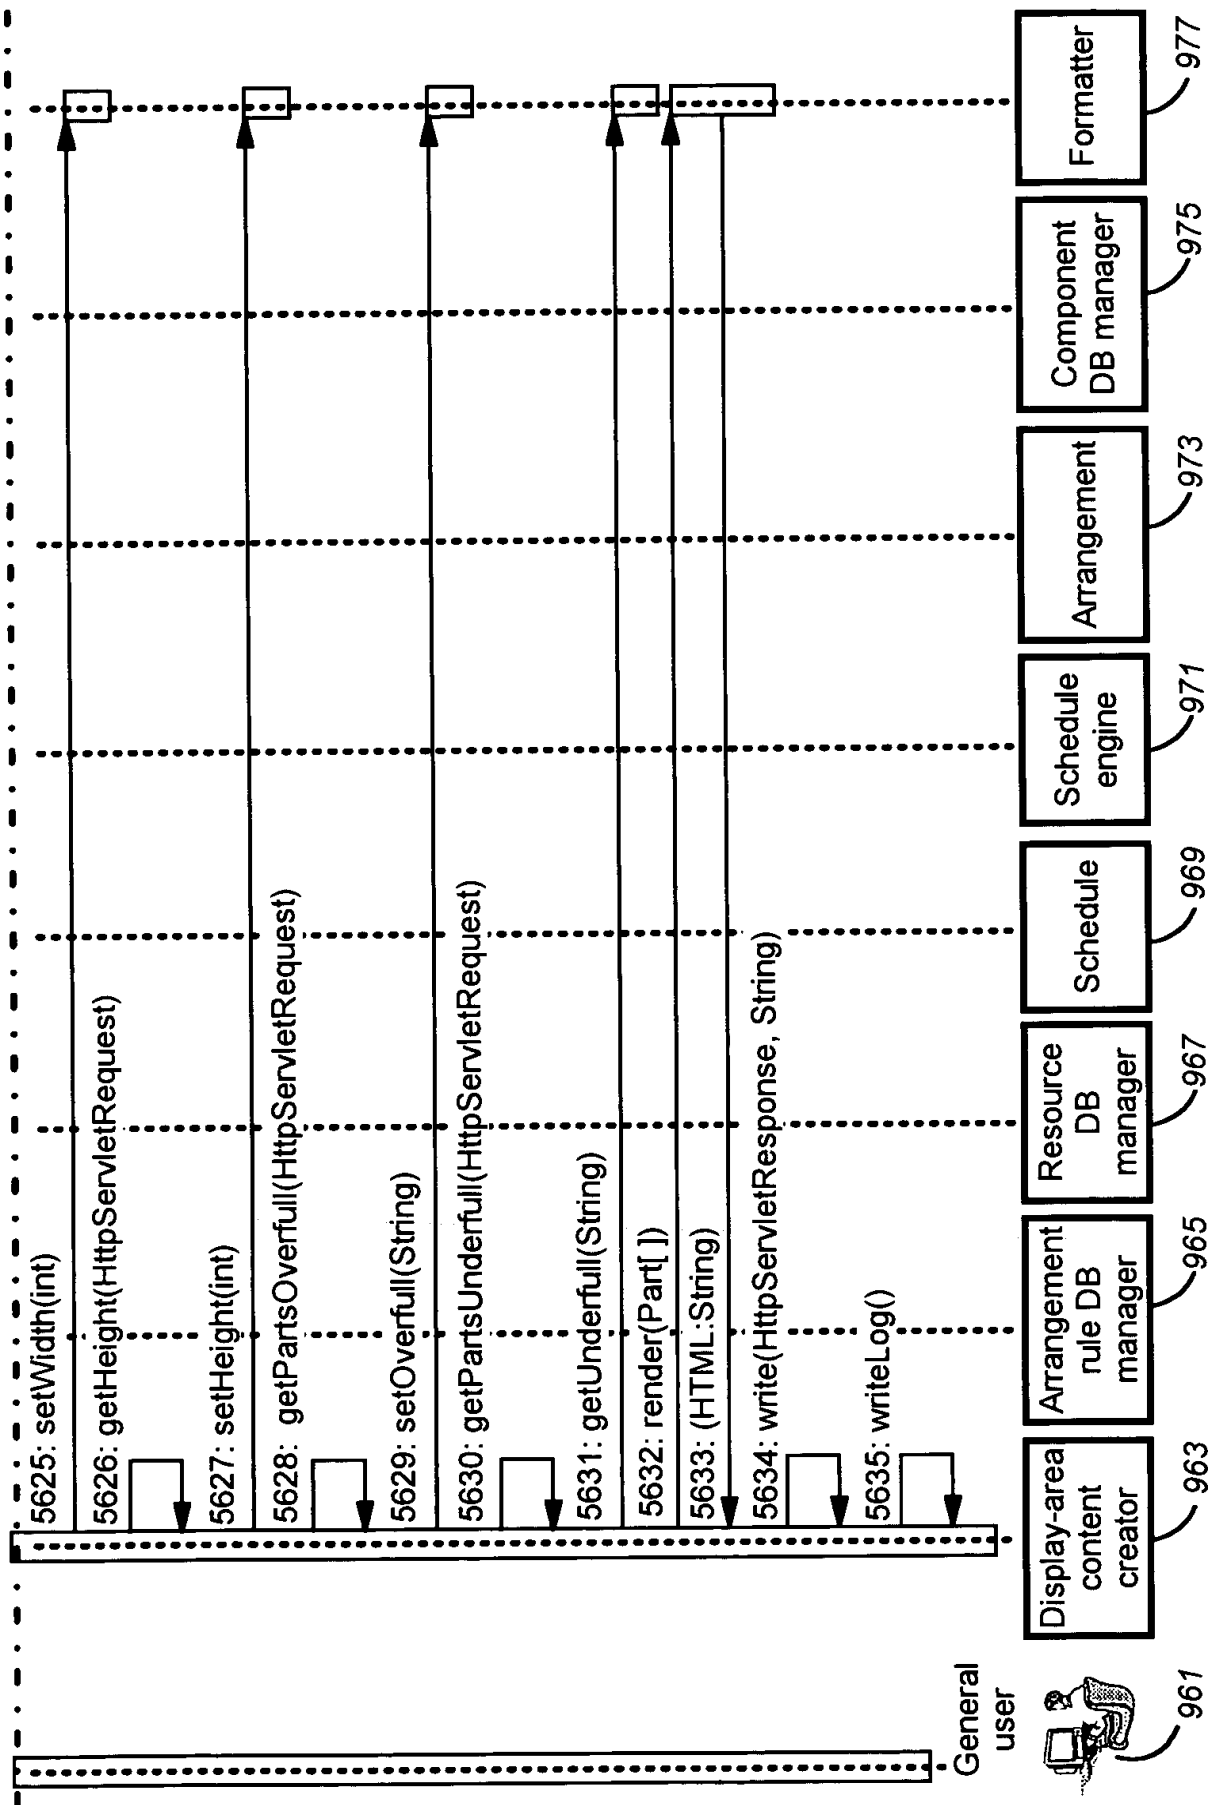 5625: setWidth(int)
5626: getHeight(HttpServletRequest)
5627: setHeight(int)
5628: getPartsOverfull(HttpServletRequest)
5629: setOverfull(String)
5630: getPartsUnderfull(HttpServletRequest)
5631: getUnderfull(String)
5632: render(Part[ ])
5633: (HTML:String)
5634: write(HttpServletResponse, String)
5635: writeLog()
General
user
961
Display-area
content
creator
963
Arrangement
rule DB
manager
965
Resource
DB
manager
967
Schedule
969
Schedule
engine
971
Arrangement
973
Component
DB manager
975
Formatter
977